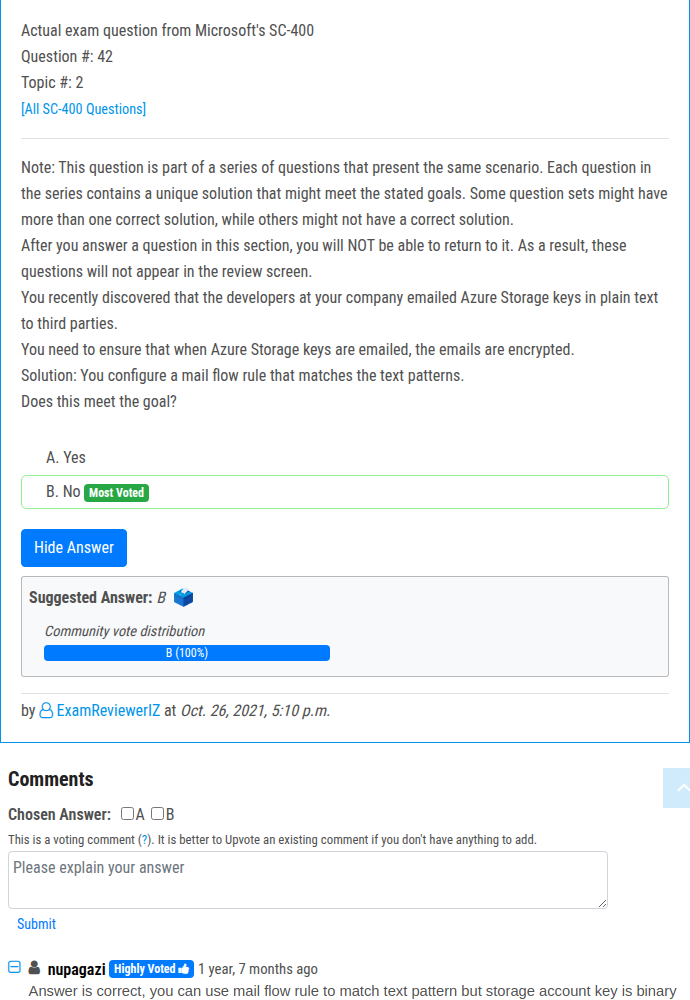 Actual exam question from Microsoft's SC-400
Question #: 42
Topic #: 2
[All SC-400 Questions]
Note: This question is part of a series of questions that present the same scenario. Each question in
the series contains a unique solution that might meet the stated goals. Some question sets might have
more than one correct solution, while others might not have a correct solution.
After you answer a question in this section, you will NOT be able to return to it. As a result, these
questions will not appear in the review screen.
You recently discovered that the developers at your company emailed Azure Storage keys in plain text
to third parties.
You need to ensure that when Azure Storage keys are emailed, the emails are encrypted.
Solution: You configure a mail flow rule that matches the text patterns.
Does this meet the goal?
A. Yes
B. No Most Voted
Hide Answer
Suggested Answer: B
Community vote distribution
B (100%)
by ExamReviewerIZ at Oct. 26, 2021, 5:10 p.m.
Comments
Chosen Answer: A B
This is a voting comment (?). It is better to Upvote an existing comment if you don't have anything to add.
Please explain your answer
Submit
nupagazi Highly Voted 1 year, 7 months ago
Answer is correct, you can use mail flow rule to match text pattern but storage account key is binary